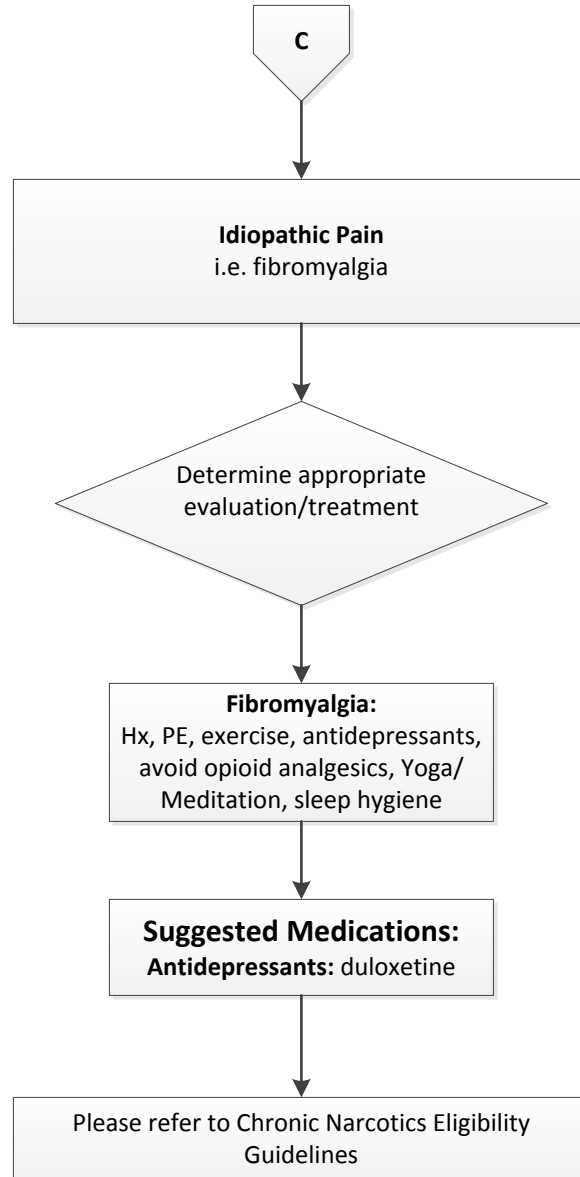 C
Idiopathic Pain
i.e. fibromyalgia
Determine appropriate
evaluation/treatment
Fibromyalgia:
Hx, PE, exercise, antidepressants,
avoid opioid analgesics, Yoga/
Meditation, sleep hygiene
Suggested Medications:
Antidepressants: duloxetine
Please refer to Chronic Narcotics Eligibility
Guidelines